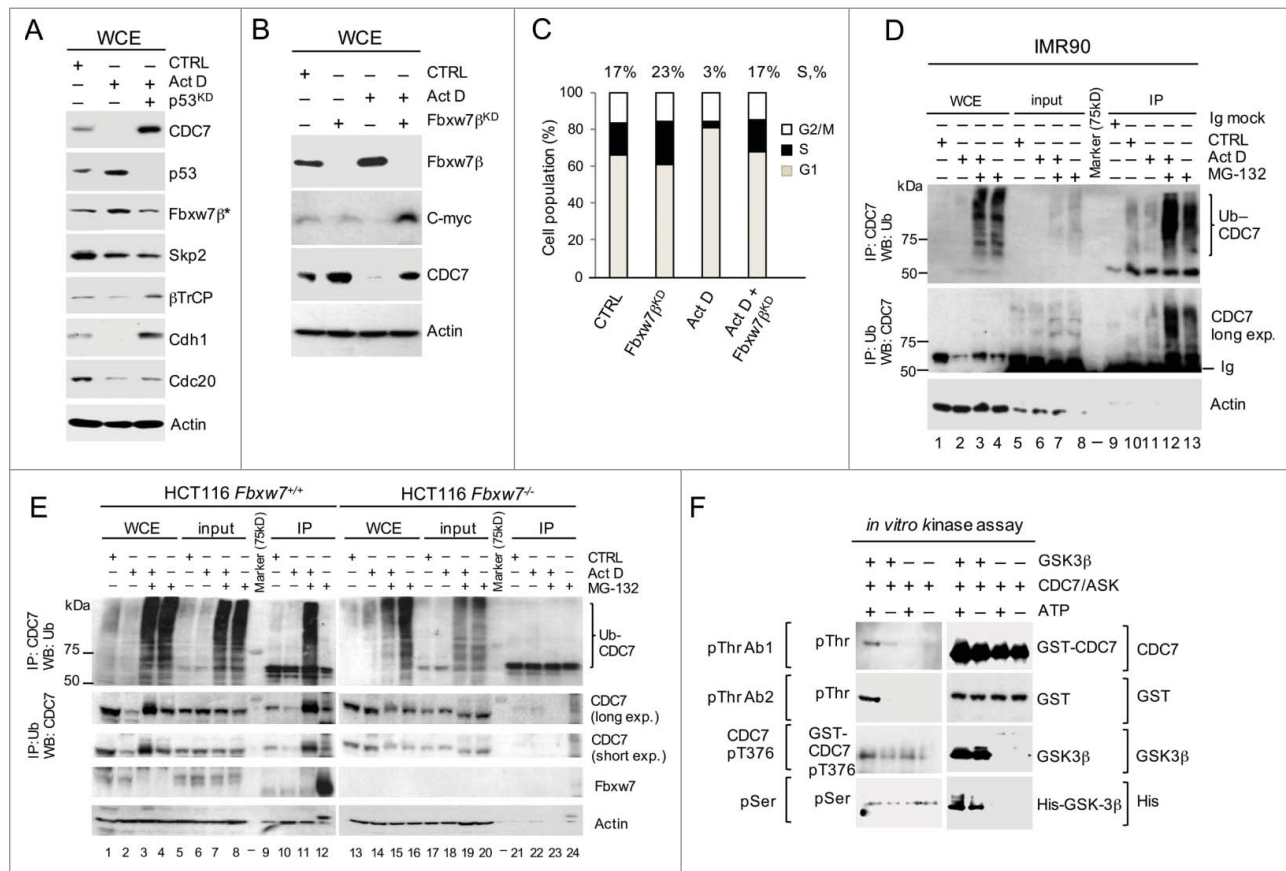 A
WCE
+ – – CTRL
– + + Act D
– – + p53KD
CDC7
p53
Fbxw7β*
Skp2
βTrCP
Cdh1
Cdc20
Actin
B
WCE
+ – – – CTRL
– – + + Act D
– + – + Fbxw7βKD
Fbxw7β
C-myc
CDC7
Actin
C
17% 23% 3% 17% S,%
Cell population (%)
100
80
60
40
20
0
G2/M
S
G1
CTRL
Fbxw7βKD
Act D
Act D +
Fbxw7βKD
D
IMR90
WCE input Marker (75kD) IP
Ig mock
CTRL
Act D
MG-132
kDa
75
50
IP: CDC7
WB: Ub
Ub–
CDC7
75
50
IP: Ub
WB: CDC7
CDC7
long exp.
Ig
Actin
1 2 3 4 5 6 7 8 – 9 10 11 12 13
E
HCT116 Fbxw7+/+ HCT116 Fbxw7-/-
WCE input Marker (75kD) IP WCE input Marker (75kD) IP
CTRL
Act D
MG-132
kDa
75
50
IP: CDC7
WB: Ub
Ub-
CDC7
IP:Ub
WB: CDC7
CDC7
(long exp.)
CDC7
(short exp.)
Fbxw7
Actin
1 2 3 4 5 6 7 8 – 9 10 11 12 13 14 15 16 17 18 19 20 – 21 22 23 24
F
in vitro kinase assay
+ + – – + + – – GSK3β
+ + + + + + + + CDC7/ASK
+ – + – + – + – ATP
pThrAb1 pThr GST-CDC7 CDC7
pThrAb2 pThr GST GST
CDC7
pT376
GST-
CDC7
pT376
GSK3β GSK3β
pSer pSer His-GSK-3β His